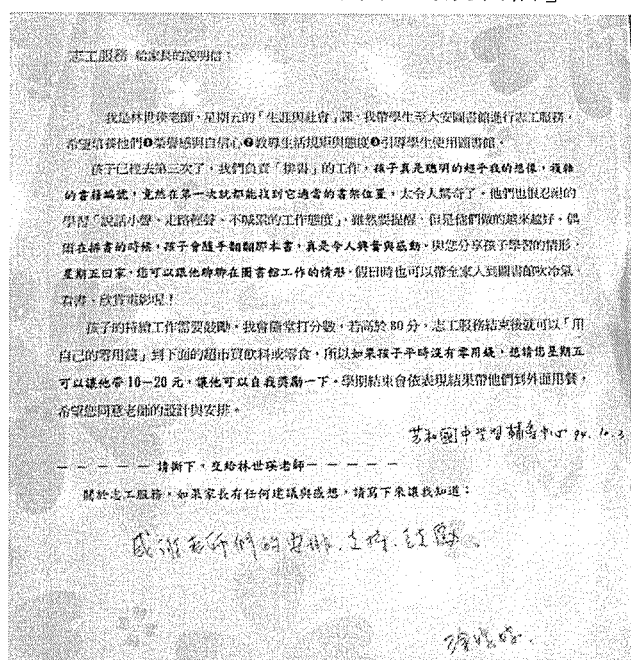 志工服務 給家長的說明信：
我是林世瑛老師，星期五的「生涯與社會」課，我帶學生至大安圖書館進行志工服務，
希望培養他們❶榮譽感與自信心❷教導生活規矩與態度❸引導學生使用圖書館。
孩子已經去第三次了，我們負責「排書」的工作，孩子真是聰明的超乎我的想像，複雜
的書籍編號，竟然在第一次就都能找到它適當的書架位置，太令人驚奇了。他們也很忍耐的
學習「說話小聲、走路輕聲、不喊累的工作態度」，雖然要提醒，但是他們做的越來越好。偶
爾在排書的時候，孩子會隨手翻翻那本書，真是令人興奮與感動。與您分享孩子學習的情形，
星期五回家，您可以跟他聊聊在圖書館工作的情形，假日時也可以帶全家人到圖書館吹冷氣、
看書、欣賞電影喔！
孩子的持續工作需要鼓勵，我會隨堂打分數，若高於 80 分，志工服務結束後就可以「用
自己的零用錢」到下面的超市買飲料或零食，所以如果孩子平時沒有零用錢，想請您星期五
可以讓他帶 10—20 元，讓他可以自我獎勵一下。學期結束會依表現結果帶他們到外面用餐，
希望您同意老師的設計與安排。
芳和國中學習輔導中心 94. 10. 3
－－－－－請撕下，交給林世瑛老師－－－－－
關於志工服務，如果家長有任何建議與感想，請寫下來讓我知道：
感謝老師們的安排、支持、